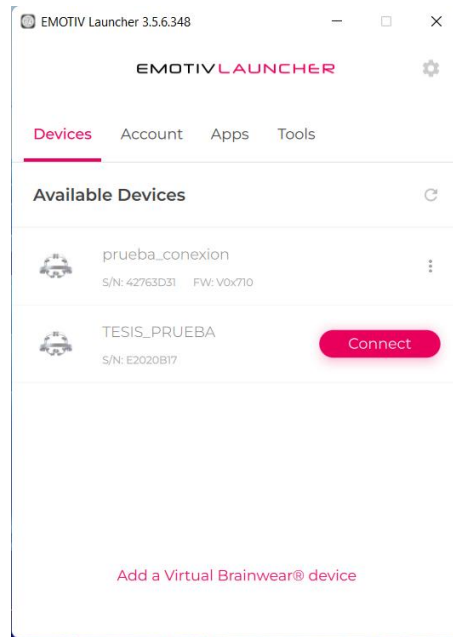 EMOTIV Launcher 3.5.6.348
EMOTIVLAUNCHER
Devices Account Apps Tools
Available Devices
prueba_conexion
S/N: 42763D31 FW: V0x710
TESIS_PRUEBA
S/N: E2020B17
Connect
Add a Virtual Brainwear® device